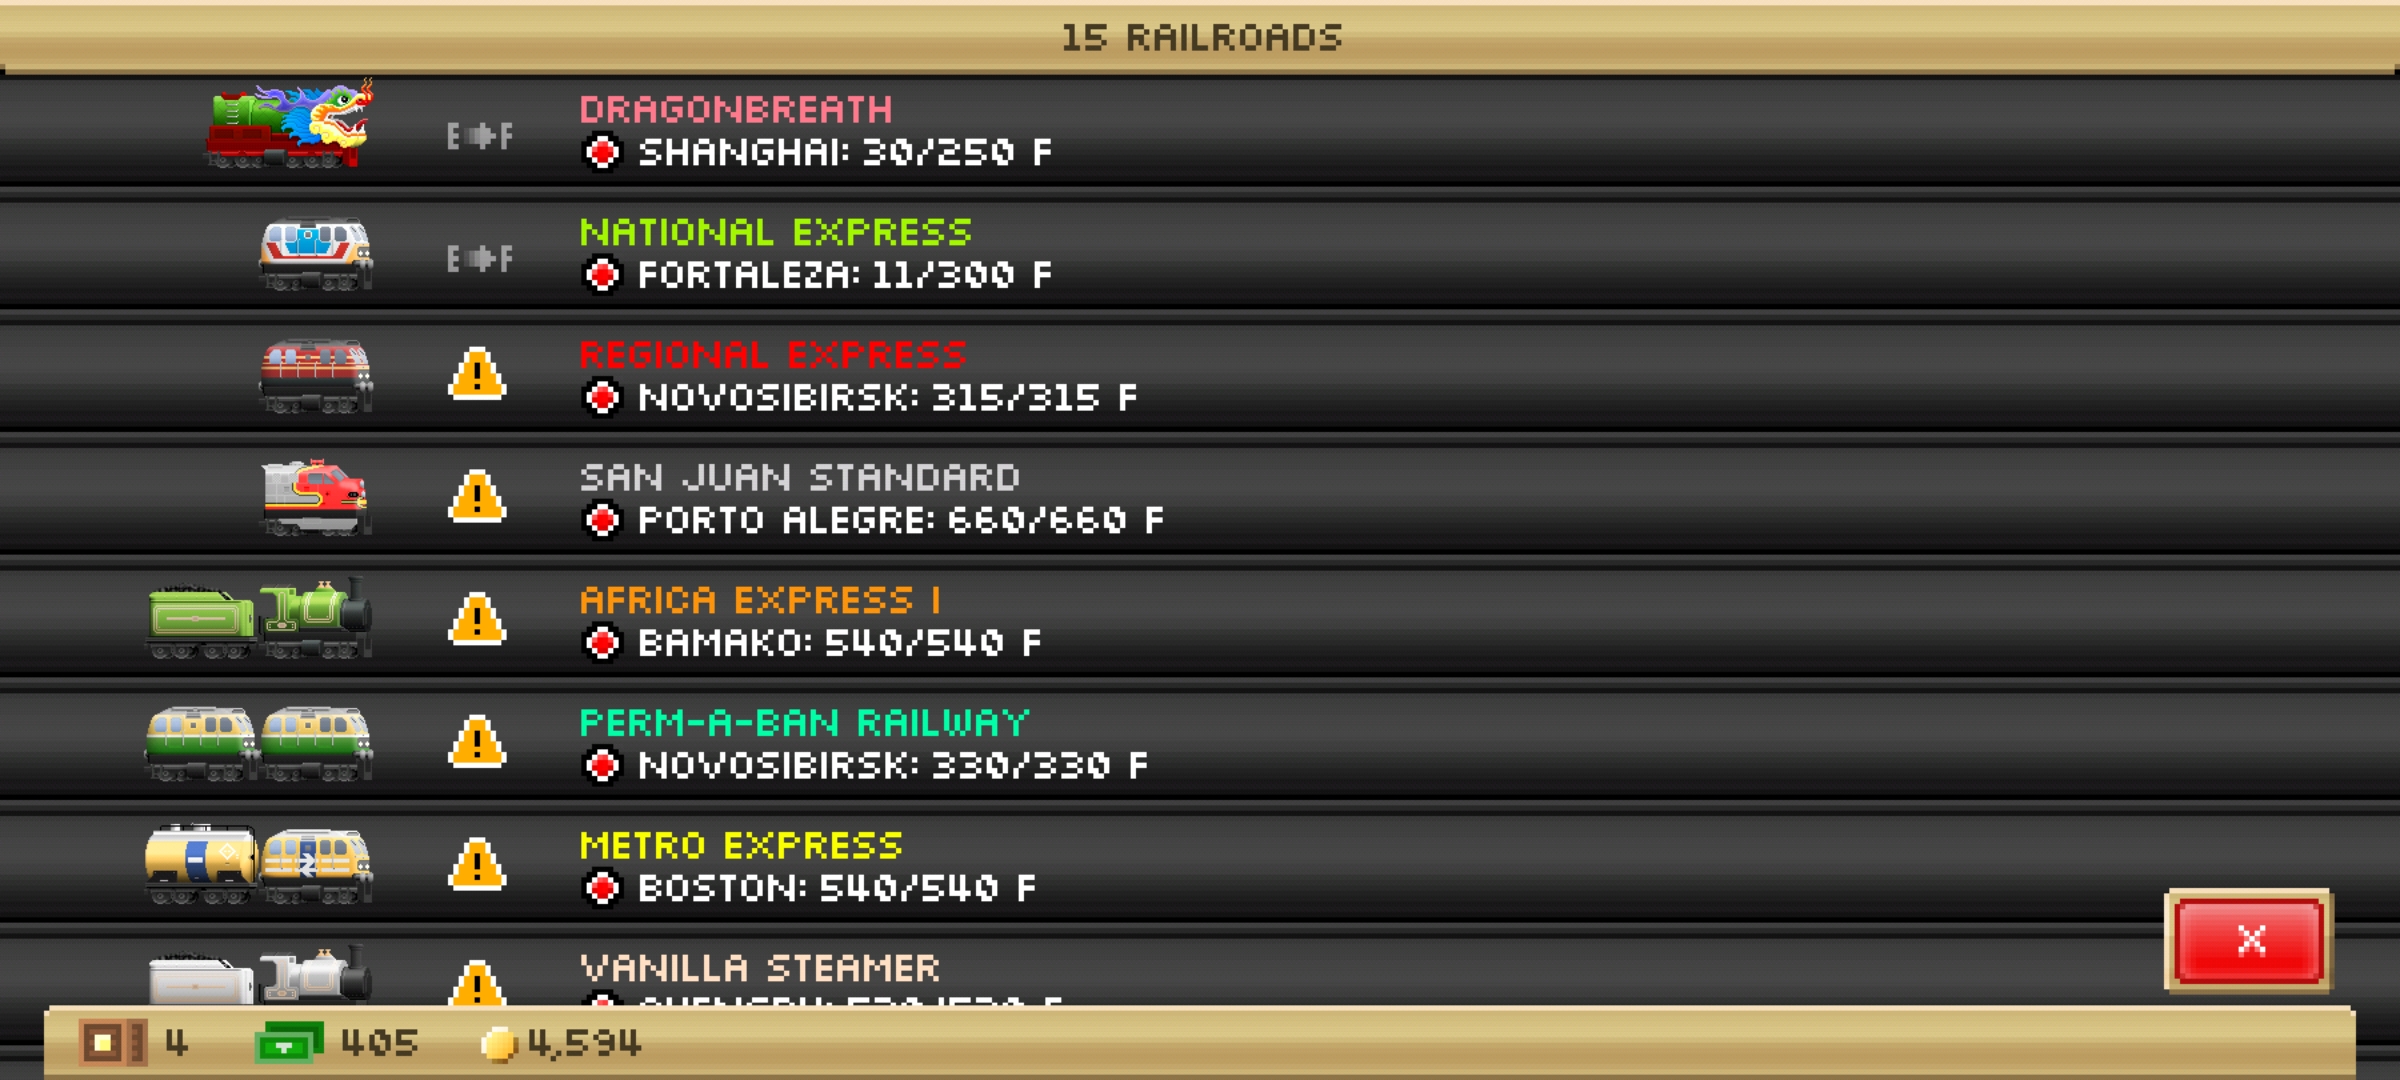 15 RAILROADS
DRAGONBREATH
E F
SHANGHAI: 30/250 F
NATIONAL EXPRESS
E F
FORTALEZA: 11/300 F
REGIONAL EXPRESS
NOVOSIBIRSK: 315/315 F
SAN JUAN STANDARD
PORTO ALEGRE: 660/660 F
AFRICA EXPRESS I
BAMAKO: 540/540 F
PERM-A-BAN RAILWAY
NOVOSIBIRSK: 330/330 F
METRO EXPRESS
BOSTON: 540/540 F
VANILLA STEAMER
X
4 405 4,594